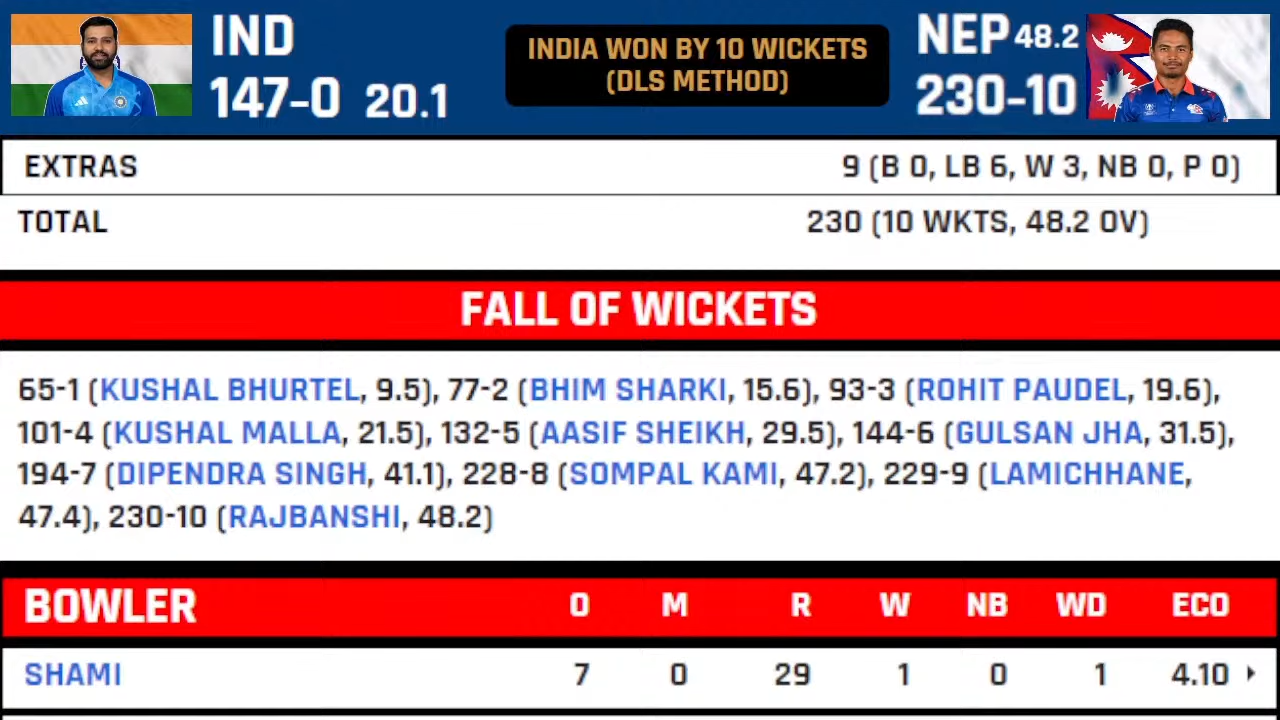 IND
147-0 20.1
INDIA WON BY 10 WICKETS
(DLS METHOD)
NEP 48.2
230-10
EXTRAS 9 (B 0, LB 6, W 3, NB 0, P 0)
TOTAL 230 (10 WKTS, 48.2 OV)
FALL OF WICKETS
65-1 (KUSHAL BHURTEL, 9.5), 77-2 (BHIM SHARKI, 15.6), 93-3 (ROHIT PAUDEL, 19.6),
101-4 (KUSHAL MALLA, 21.5), 132-5 (AASIF SHEIKH, 29.5), 144-6 (GULSAN JHA, 31.5),
194-7 (DIPENDRA SINGH, 41.1), 228-8 (SOMPAL KAMI, 47.2), 229-9 (LAMICHHANE,
47.4), 230-10 (RAJBANSHI, 48.2)
BOWLER O M R W NB WD ECO
SHAMI 7 0 29 1 0 1 4.10